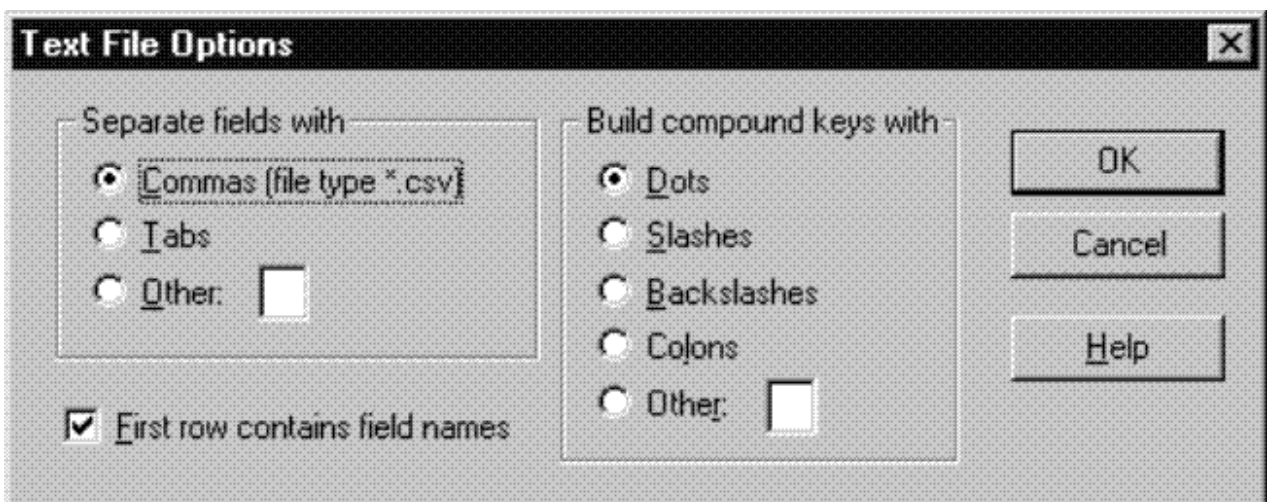 Text File Options
Separate fields with
Commas (file type *.csv)
Tabs
Other:
First row contains field names
Build compound keys with
Dots
Slashes
Backslashes
Colons
Other:
OK
Cancel
Help